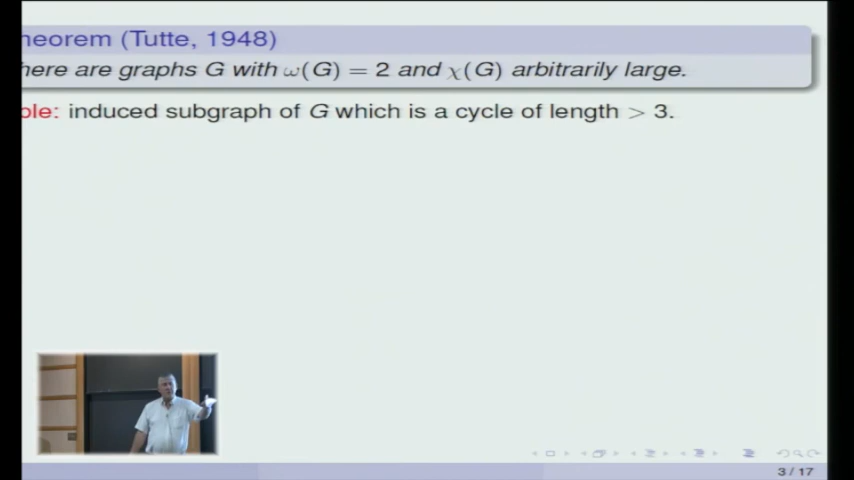 heorem (Tutte, 1948)
here are graphs G with ω(G) = 2 and χ(G) arbitrarily large.
ole: induced subgraph of G which is a cycle of length > 3.
3 / 17